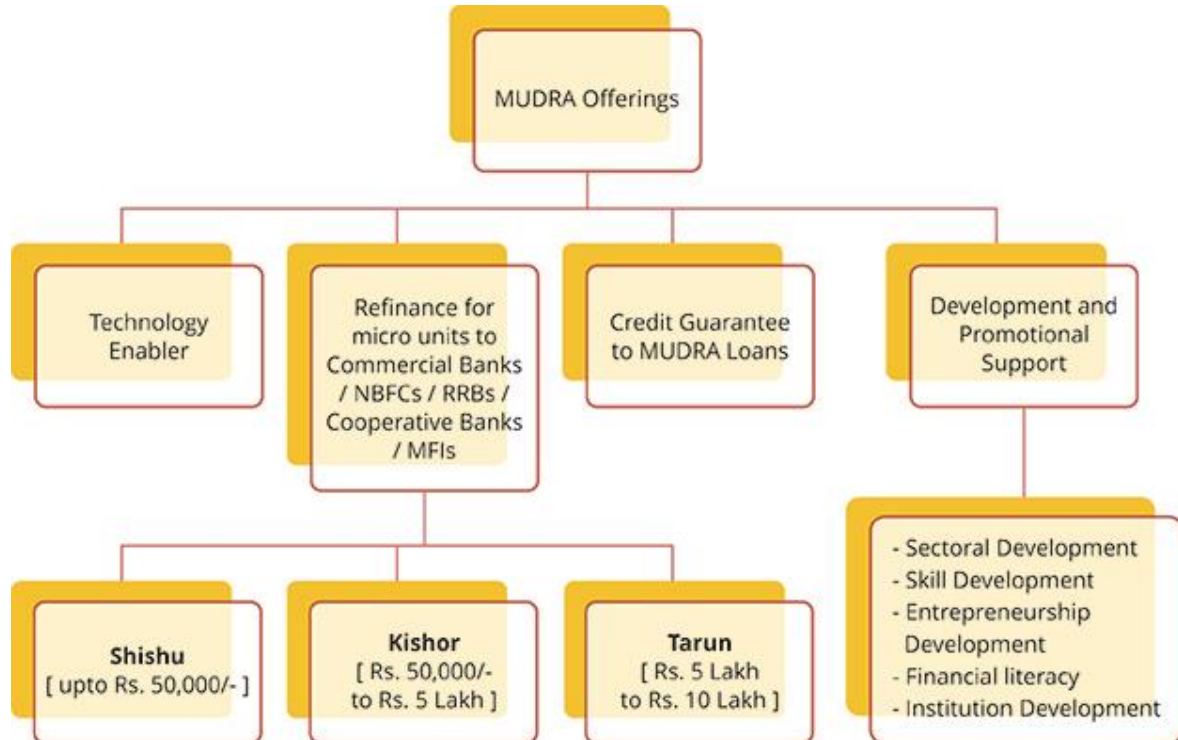 MUDRA Offerings
Technology
Enabler
Refinance for
micro units to
Commercial Banks
/ NBFCs / RRBs /
Cooperative Banks
/ MFIs
Credit Guarantee
to MUDRA Loans
Development and
Promotional
Support
Shishu
[ upto Rs. 50,000/- ]
Kishor
[ Rs. 50,000/-
to Rs. 5 Lakh ]
Tarun
[ Rs. 5 Lakh
to Rs. 10 Lakh ]
- Sectoral Development
- Skill Development
- Entrepreneurship
Development
- Financial literacy
- Institution Development